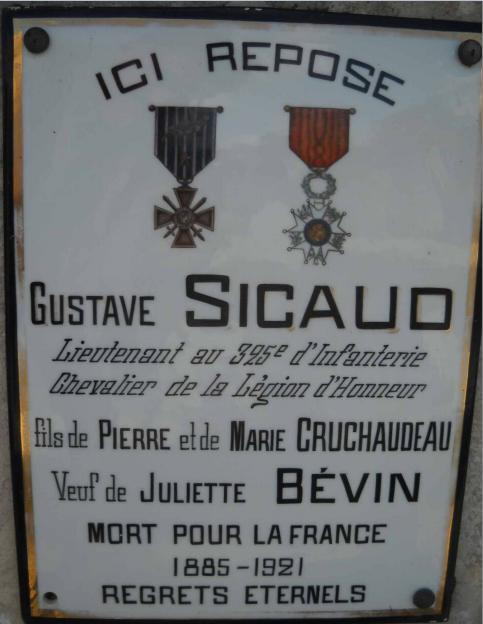 ICI REPOSE
GUSTAVE SICAUD
Lieutenant au 325e d'Infanterie
Chevalier de la Légion d'Honneur
fils de PIERRE et de MARIE CRUCHAUDEAU
Veuf de JULIETTE BÉVIN
MORT POUR LA FRANCE
1885-1921
REGRETS ETERNELS